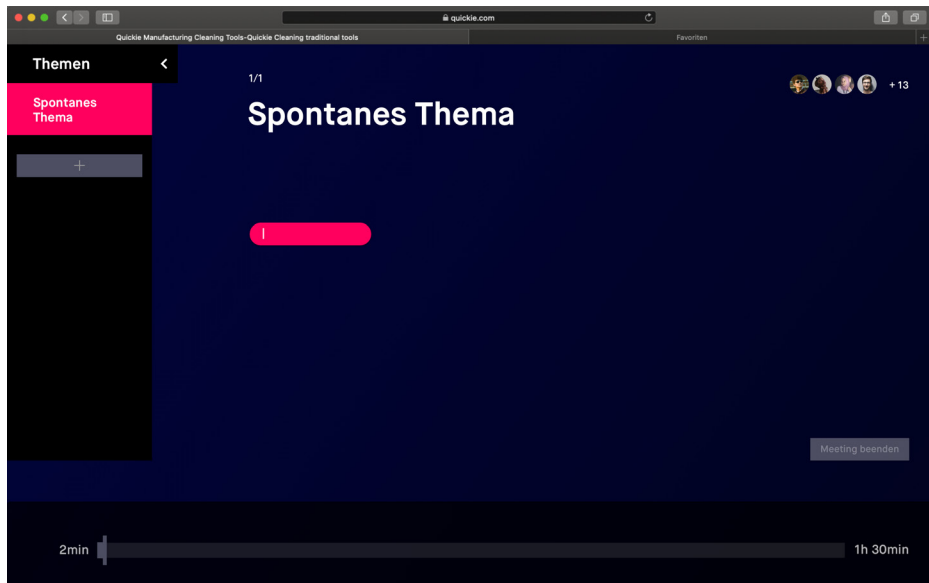 quickie.com
Quickie Manufacturing Cleaning Tools-Quickie Cleaning traditional tools
Favoriten
Themen
Spontanes
Thema
1/1
Spontanes Thema
+ 13
Meeting beenden
2min
1h 30min